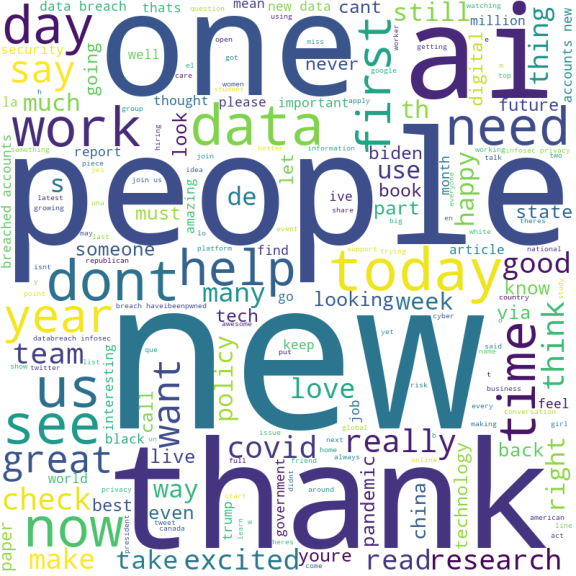 data breach
thats
question
mean
new data
cant
still
watching
thing
accounts new
day
one
ai
using
million
security
going
well
open
miss
worker
getting
digital
say
el
got
care
women
never
first
google
top
la
much
student
thought
please
important
apply
th
future
work
group
hiring
look
data
need
something
report
piece
join
information
biden
working
infosec privacy
talk
two
breached accounts
yes
join us
idea
let
use
month
everyone
happy
people
s
de
ive
book
state
latest
growing
una
must
amazing
share
part
big
en
white
theres
may
last
lo
event
someone
republican
platform
find
support
trying
article
national
isnt
y
point
dont
help
today
good
many
go
looking
week
know
country
study
year
breach haveibeenpwned
tech
via
think
time
databreach infosec
awesome
new
cyber
said
name
team
list
show
twitter
que
interesting
policy
keep
put
yet
us
want
love
risk
t
business
job
every
feel
see
call
black
un
global
conversation
making
girl
great
live
issue
covid
next
home
always
really
back
right
world
thank
friend
full
online
technology
check
privacy
way
didnt
government
pandemic
china
best
even
trump
start
around
american
line
now
tweet
canada
president
learn
heres
act
paper
make
take
excited
youre
come
read
research